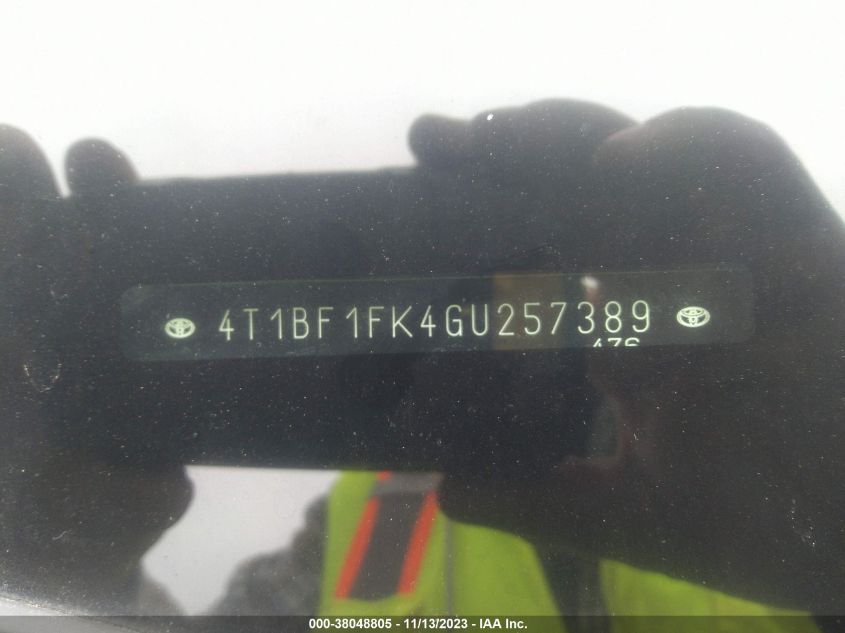 4T1BF1FK4GU257389
000-38048805 - 11/13/2023 - IAA Inc.